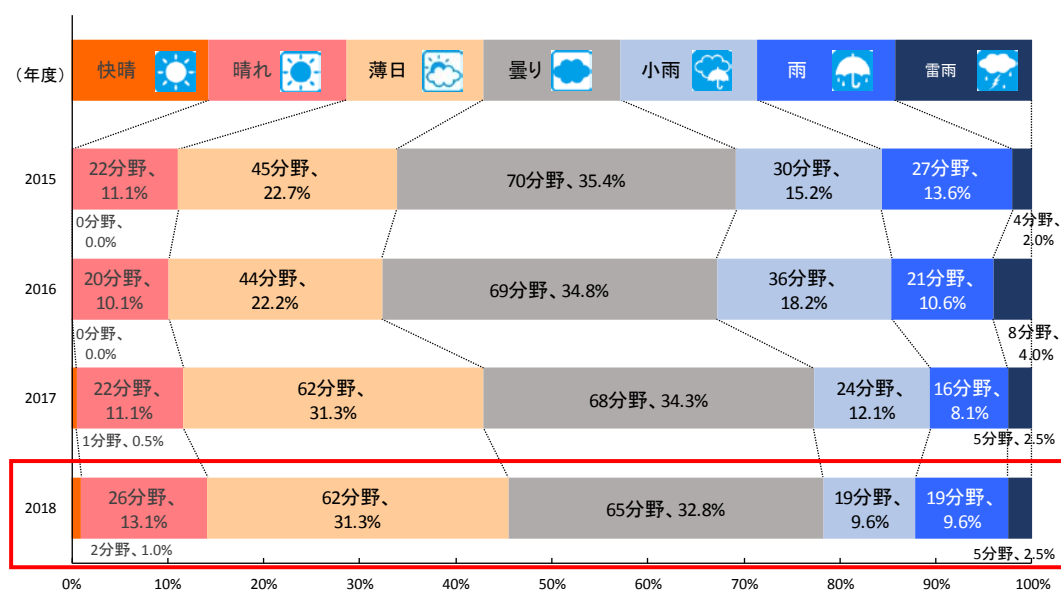 （年度）
快晴
晴れ
薄日
曇り
小雨
雨
雷雨
2015
22分野、
11.1%
45分野、
22.7%
70分野、35.4%
30分野、
15.2%
27分野、
13.6%
0分野、
0.0%
4分野、
2.0%
2016
20分野、
10.1%
44分野、
22.2%
69分野、34.8%
36分野、
18.2%
21分野、
10.6%
0分野、
0.0%
8分野、
4.0%
2017
22分野、
11.1%
62分野、
31.3%
68分野、34.3%
24分野、
12.1%
16分野、
8.1%
1分野、0.5%
5分野、2.5%
2018
26分野、
13.1%
62分野、
31.3%
65分野、32.8%
19分野、
9.6%
19分野、
9.6%
2分野、1.0%
5分野、2.5%
0%
10%
20%
30%
40%
50%
60%
70%
80%
90%
100%